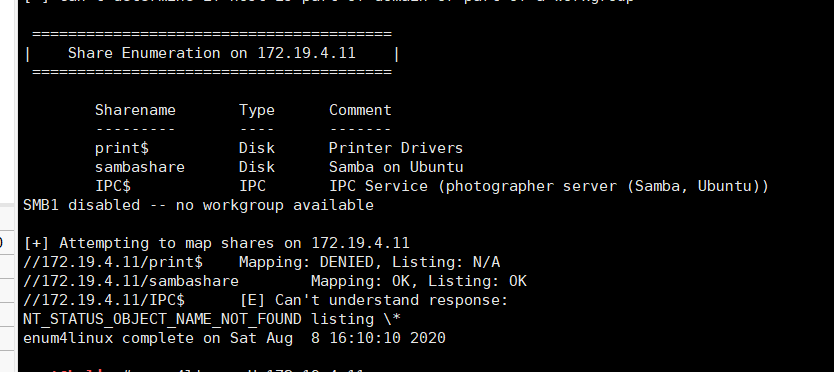 ========================================
|    Share Enumeration on 172.19.4.11    |
========================================
Sharename       Type      Comment
---------       ----      -------
print$          Disk      Printer Drivers
sambashare      Disk      Samba on Ubuntu
IPC$            IPC       IPC Service (photographer server (Samba, Ubuntu))
SMB1 disabled -- no workgroup available
[+] Attempting to map shares on 172.19.4.11
//172.19.4.11/print$    Mapping: DENIED, Listing: N/A
//172.19.4.11/sambashare        Mapping: OK, Listing: OK
//172.19.4.11/IPC$      [E] Can't understand response:
NT_STATUS_OBJECT_NAME_NOT_FOUND listing \*
enum4linux complete on Sat Aug  8 16:10:10 2020